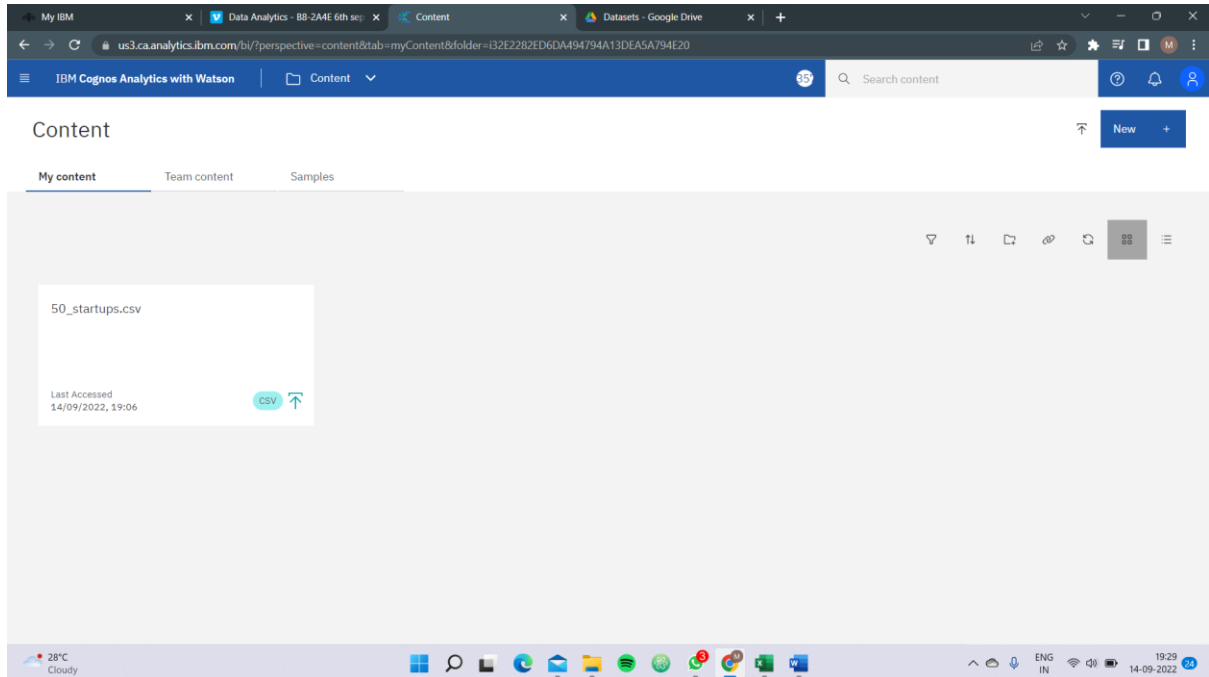 My IBM
Data Analytics - B8-2A4E 6th sep
Content
Datasets - Google Drive
us3.ca.analytics.ibm.com/bi/?perspective=content&tab=myContent&folder=i32E2282ED6DA494794A13DEA5A794E20
M
IBM Cognos Analytics with Watson
Content
Search content
Content
New +
My content
Team content
Samples
50_startups.csv
Last Accessed
14/09/2022, 19:06
CSV
28°C
Cloudy
3
M
ENG
IN
19:29
14-09-2022
24